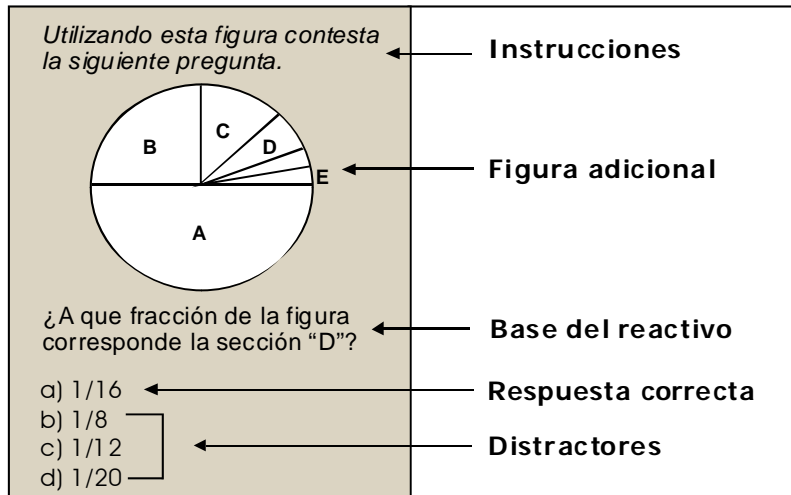 Utilizando esta figura contesta
la siguiente pregunta.
Instrucciones
B
C
D
E
A
Figura adicional
¿A que fracción de la figura
corresponde la sección “D”?
Base del reactivo
a) 1/16
Respuesta correcta
b) 1/8
c) 1/12
d) 1/20
Distractores